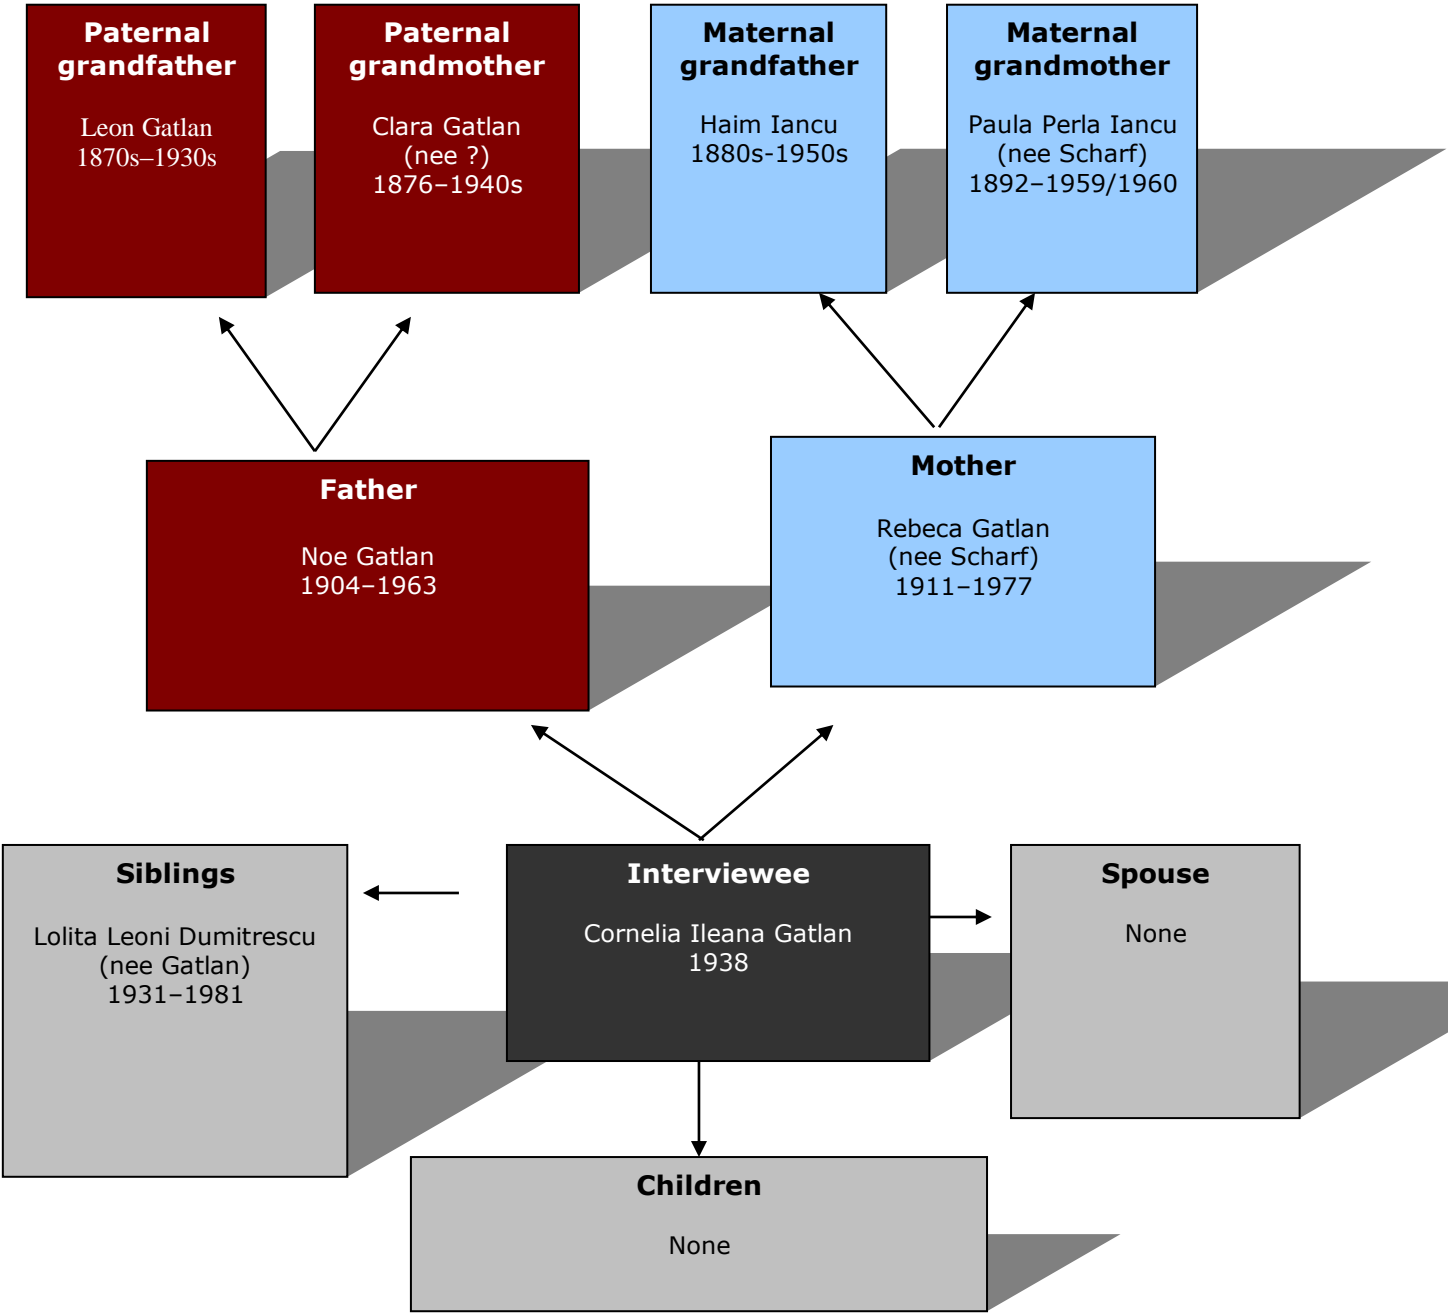 Paternal
grandfather
Leon Gatlan
1870s–1930s
Paternal
grandmother
Clara Gatlan
(nee ?)
1876–1940s
Maternal
grandfather
Haim Iancu
1880s-1950s
Maternal
grandmother
Paula Perla Iancu
(nee Scharf)
1892–1959/1960
Father
Noe Gatlan
1904–1963
Mother
Rebeca Gatlan
(nee Scharf)
1911–1977
Siblings
Lolita Leoni Dumitrescu
(nee Gatlan)
1931–1981
Interviewee
Cornelia Ileana Gatlan
1938
Spouse
None
Children
None